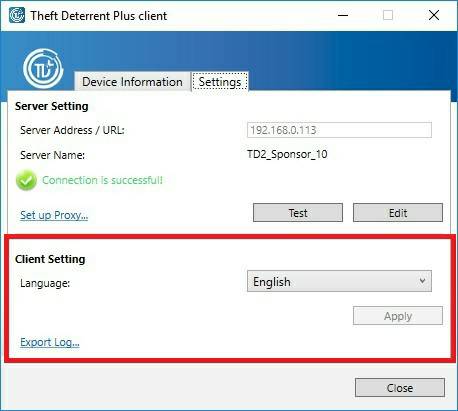 Theft Deterrent Plus client
TD
Device Information
Settings
Server Setting
Server Address / URL:
192.168.0.113
Server Name:
TD2_Sponsor_10
Connection is successful!
Set up Proxy...
Test
Edit
Client Setting
Language:
English
Apply
Export Log...
Close